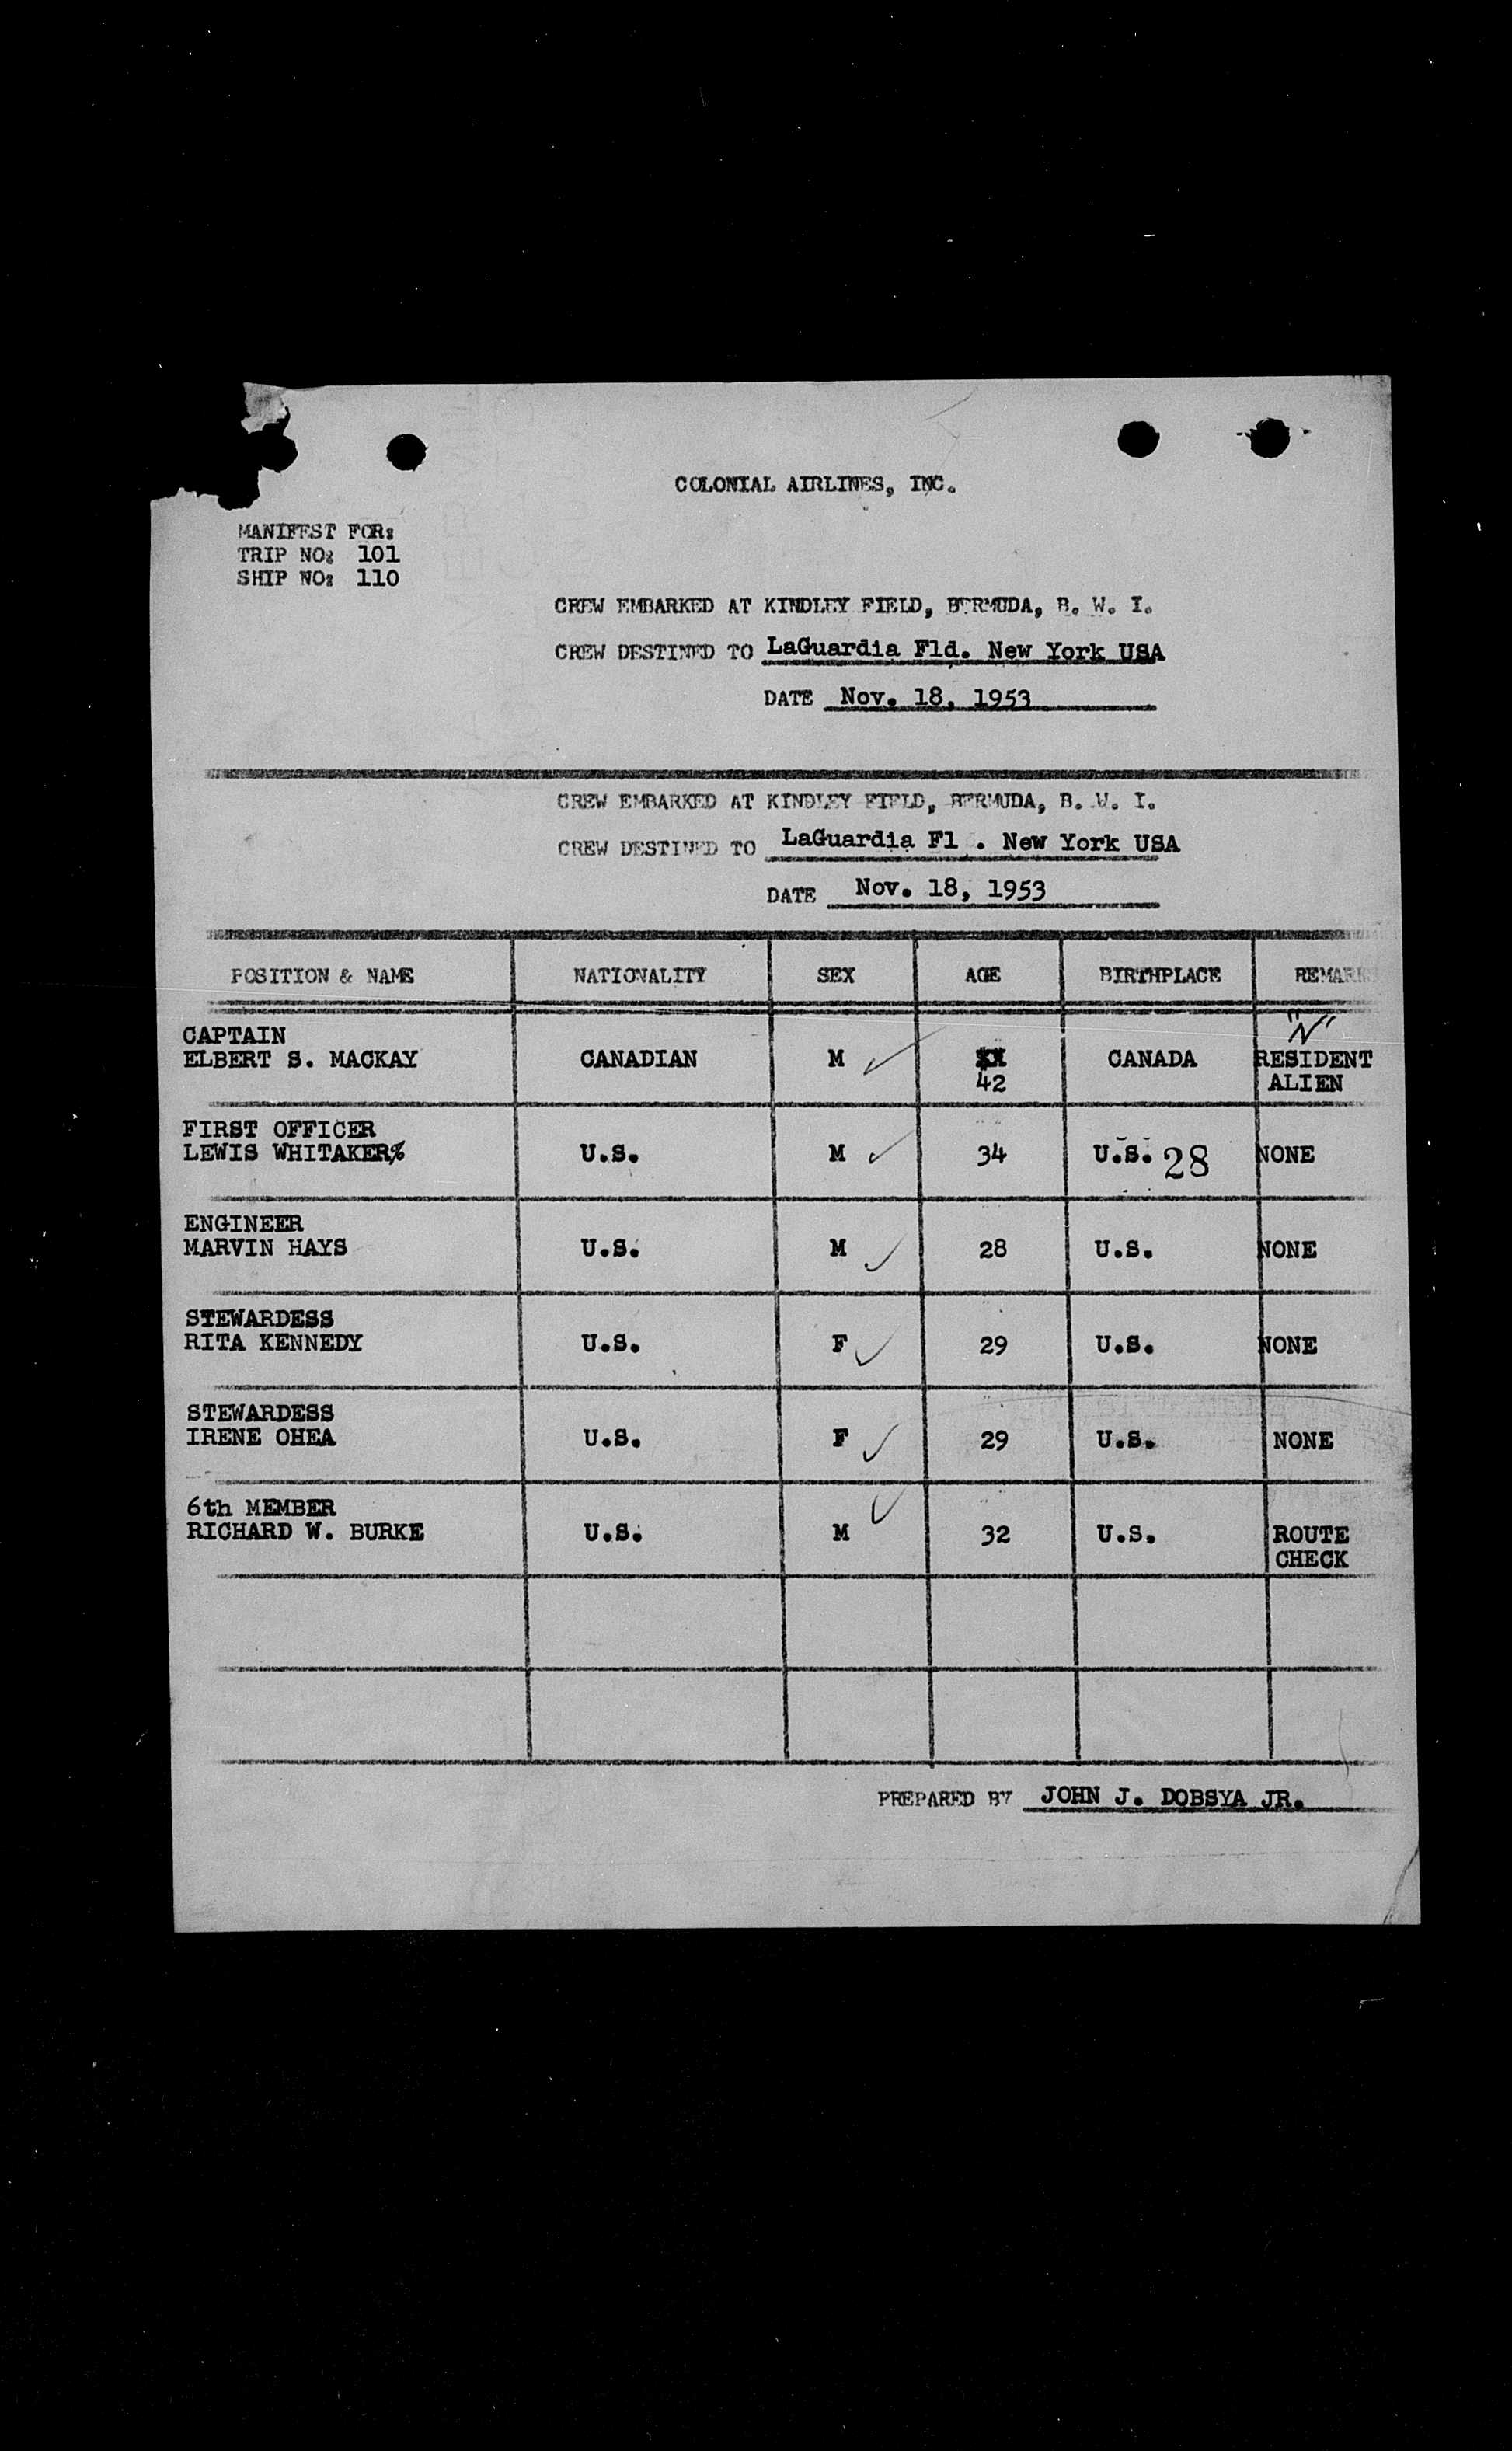 COLONIAL AIRLINES, INC.
MANIFEST FOR:
TRIP NO: 101
SHIP NO: 110
CREW EMBARKED AT KINDLEY FIELD, BERMUDA, B. W. I.
CREW DESTINED TO LaGuardia Fld. New York USA
DATE Nov. 18, 1953
CREW EMBARKED AT KINDLEY FIELD, BERMUDA, B. W. I.
CREW DESTINED TO LaGuardia Fl . New York USA
DATE Nov. 18, 1953
POSITION & NAME NATIONALITY SEX AGE BIRTHPLACE REMARK
"N"
CAPTAIN
ELBERT S. MACKAY CANADIAN M ✓ XX CANADA RESIDENT
42 ALIEN
FIRST OFFICER
LEWIS WHITAKER% U.S. M ✓ 34 U.S. 28 NONE
ENGINEER
MARVIN HAYS U.S. M ✓ 28 U.S. NONE
STEWARDESS
RITA KENNEDY U.S. F ✓ 29 U.S. NONE
STEWARDESS
IRENE OHEA U.S. F ✓ 29 U.S. NONE
6th MEMBER
RICHARD W. BURKE U.S. M ✓ 32 U.S. ROUTE
CHECK
PREPARED BY JOHN J. DOBSYA JR.